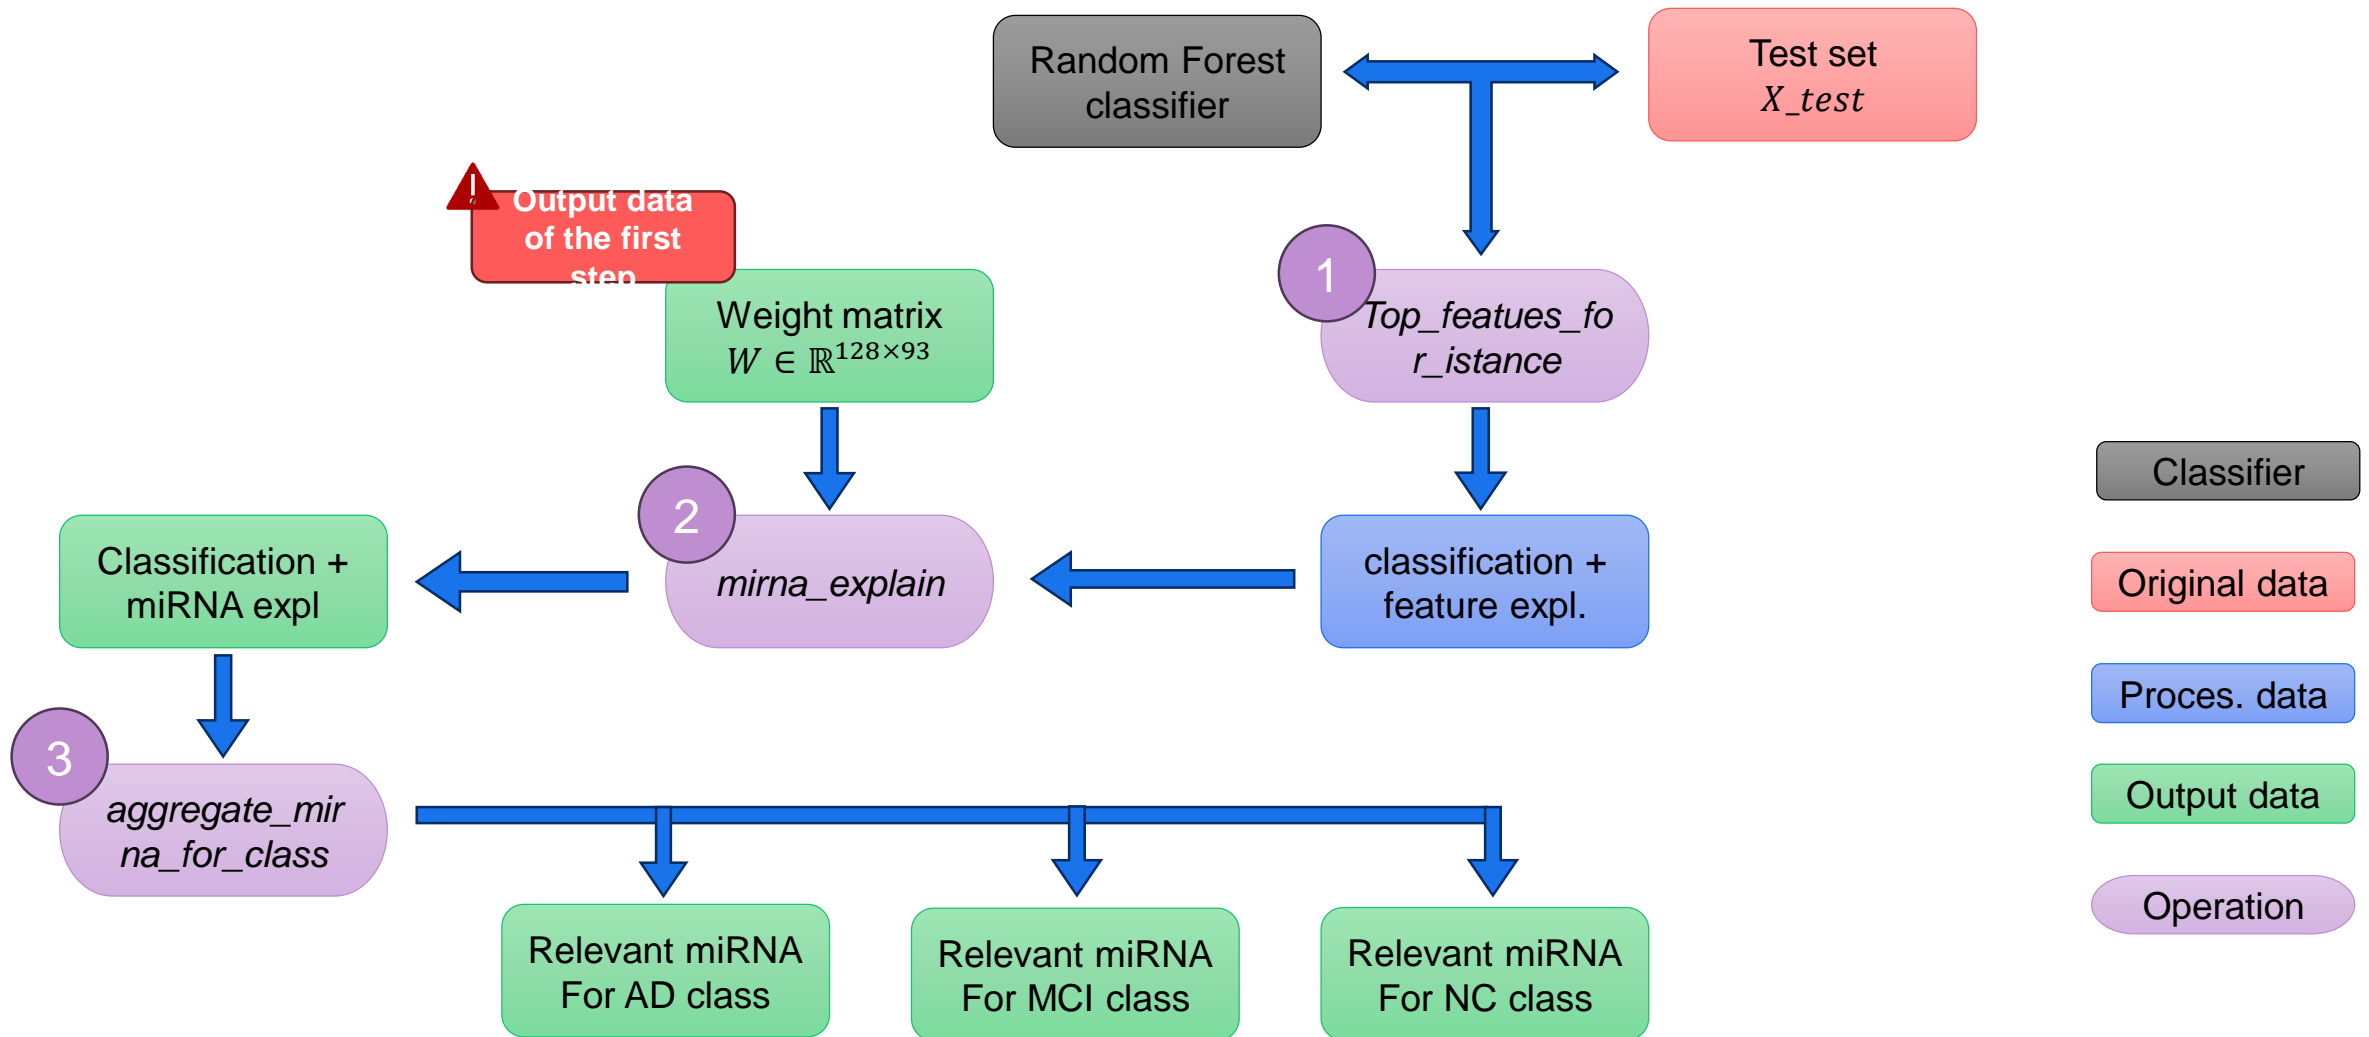 Random Forest
classifier
Test set
X_test
!
Output data
of the first
step
Weight matrix
W ∈ ℝ^{128×93}
1
Top_featues_fo
r_istance
2
mirna_explain
classification +
feature expl.
Classification +
miRNA expl
3
aggregate_mir
na_for_class
Relevant miRNA
For AD class
Relevant miRNA
For MCI class
Relevant miRNA
For NC class
Classifier
Original data
Proces. data
Output data
Operation